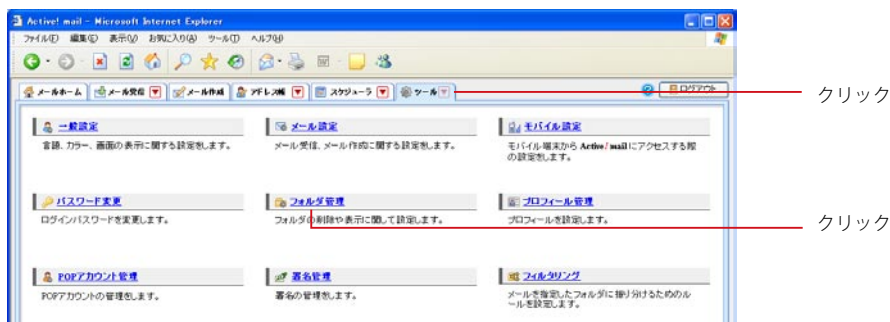 Active! mail - Microsoft Internet Explorer
ファイル(F) 編集(E) 表示(V) お気に入り(A) ツール(T) ヘルプ(H)
メールホーム メール受信 メール作成 アドレス帳 スケジューラ ツール ログアウト
クリック
一般設定 メール設定 モバイル設定
言語、カラー、画面の表示に関する設定をします。 メール受信、メール作成に関する設定をします。 モバイル端末から Active! mail にアクセスする際
の設定をします。
パスワード変更 フォルダ管理 プロフィール管理
ログインパスワードを変更します。 フォルダの削除や表示に関して設定します。 プロフィールを設定します。
クリック
POPアカウント管理 署名管理 フィルタリング
POPアカウントの管理をします。 署名の管理をします。 メールを指定したフォルダに振り分けるためのル
ールを設定します。